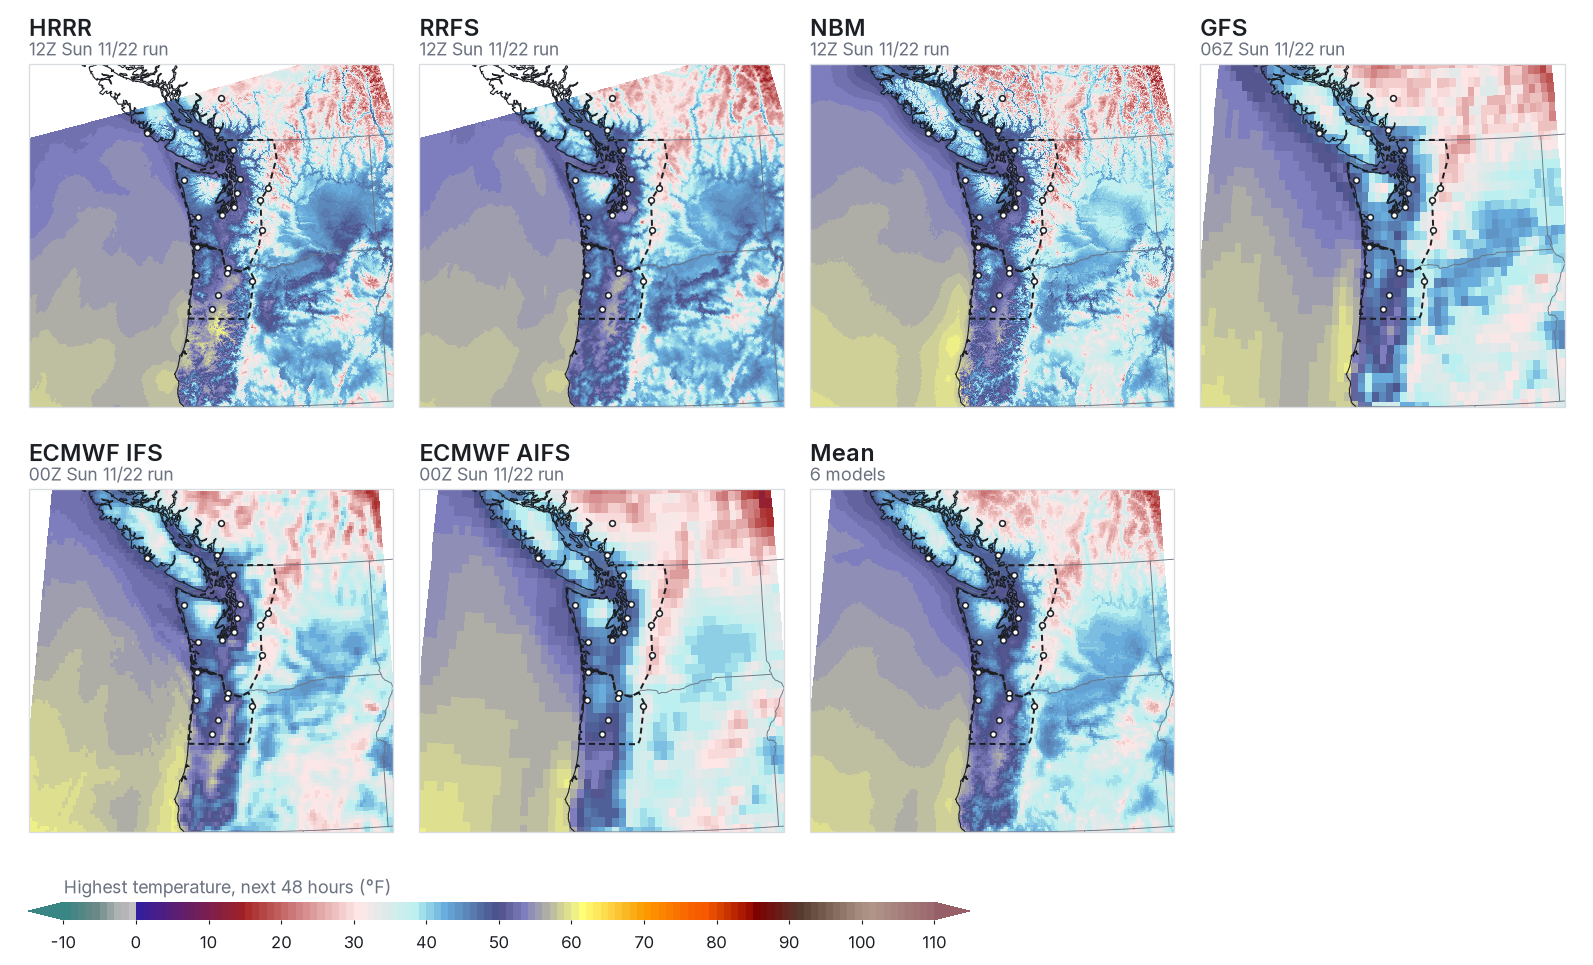 HRRR
12Z Sun 11/22 run
RRFS
12Z Sun 11/22 run
NBM
12Z Sun 11/22 run
GFS
06Z Sun 11/22 run
ECMWF IFS
00Z Sun 11/22 run
ECMWF AIFS
00Z Sun 11/22 run
Mean
6 models
Highest temperature, next 48 hours (°F)
-10 0 10 20 30 40 50 60 70 80 90 100 110